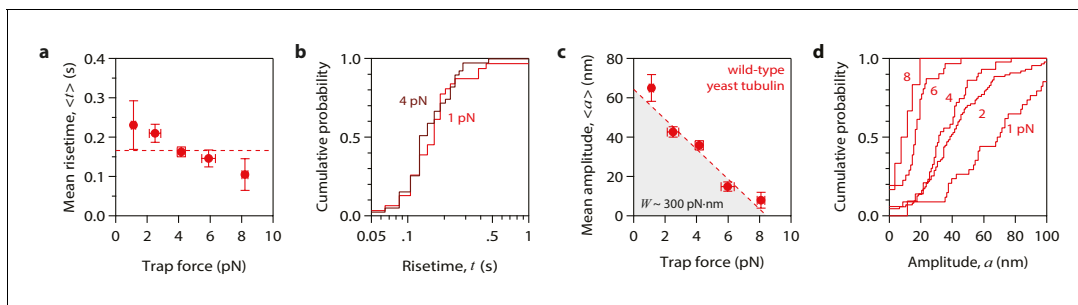 a
Mean risetime, <t> (s)
0.4
0.3
0.2
0.1
0.0
0 2 4 6 8 10
Trap force (pN)
b
Cumulative probability
1.0
0.5
0.0
4 pN
1 pN
0.05 .1 .5 1
Risetime, t (s)
c
Mean amplitude, <a> (nm)
80
60
40
20
0
wild-type
yeast tubulin
W ~ 300 pN·nm
0 2 4 6 8 10
Trap force (pN)
d
Cumulative probability
1.0
0.5
0.0
8
6
4
2
1 pN
0 20 40 60 80 100
Amplitude, a (nm)